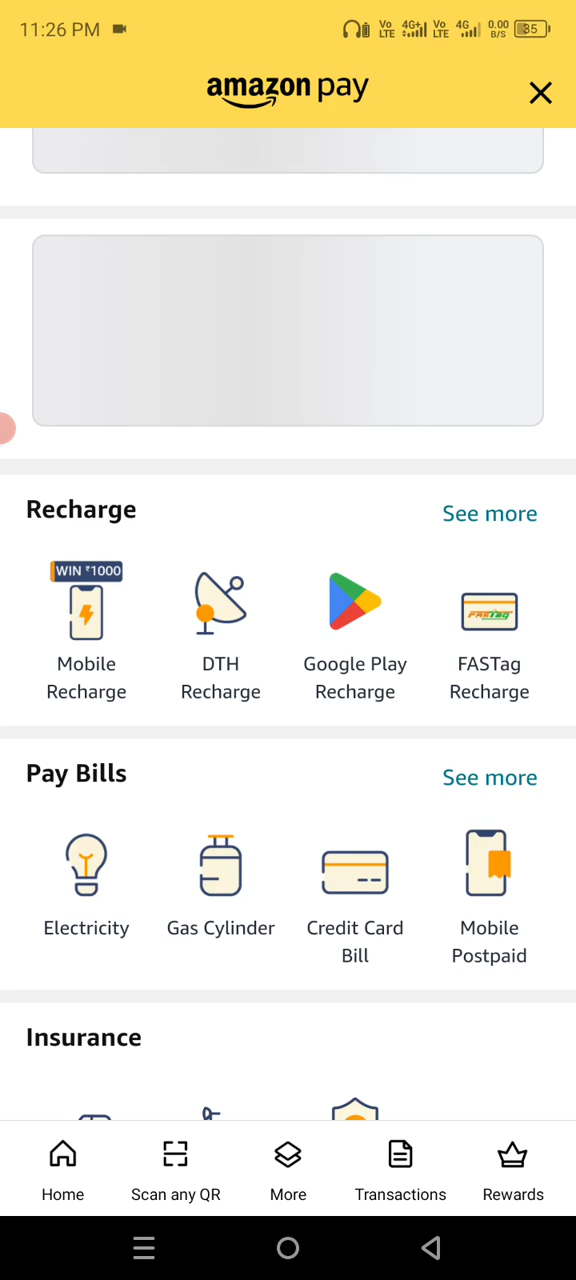 11:26 PM Vo LTE 4G+ Vo LTE 4G 0.00 B/S 35
amazon pay
Recharge See more
WIN ₹1000
FASTag
Mobile Recharge
DTH Recharge
Google Play Recharge
FASTag Recharge
Pay Bills See more
Electricity
Gas Cylinder
Credit Card Bill
Mobile Postpaid
Insurance
Home Scan any QR More Transactions Rewards